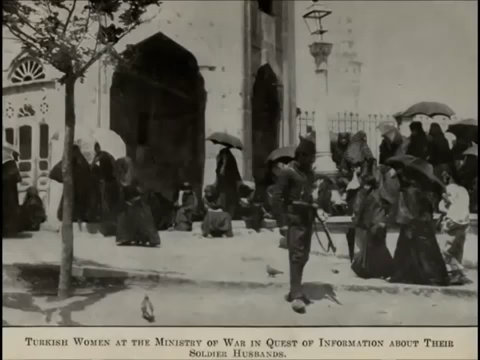 Turkish Women at the Ministry of War in Quest of Information about Their
Soldier Husbands.